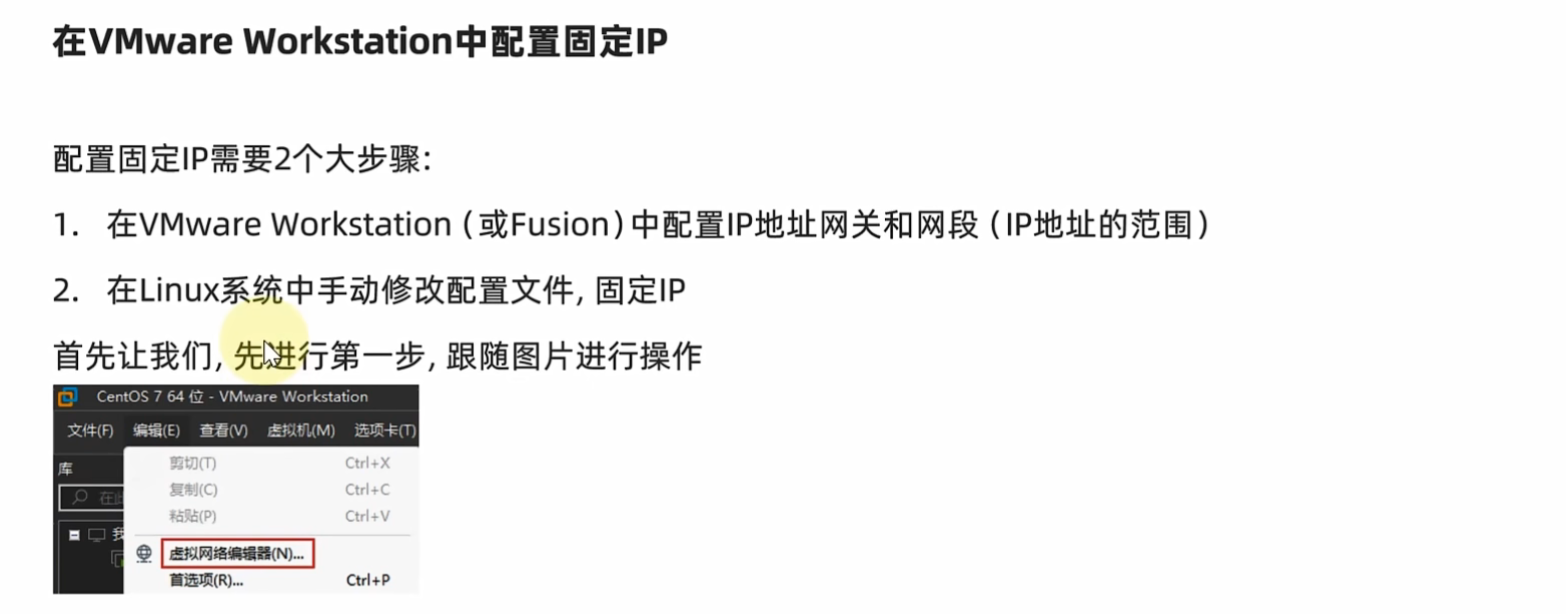 在VMware Workstation中配置固定IP
配置固定IP需要2个大步骤:
1. 在VMware Workstation（或Fusion）中配置IP地址网关和网段（IP地址的范围）
2. 在Linux系统中手动修改配置文件, 固定IP
首先让我们, 先进行第一步, 跟随图片进行操作
CentOS 7 64 位 - VMware Workstation
文件(F) 编辑(E) 查看(V) 虚拟机(M) 选项卡(T)
库
剪切(T) Ctrl+X
复制(C) Ctrl+C
在
粘贴(P) Ctrl+V
我
虚拟网络编辑器(N)...
首选项(R)... Ctrl+P